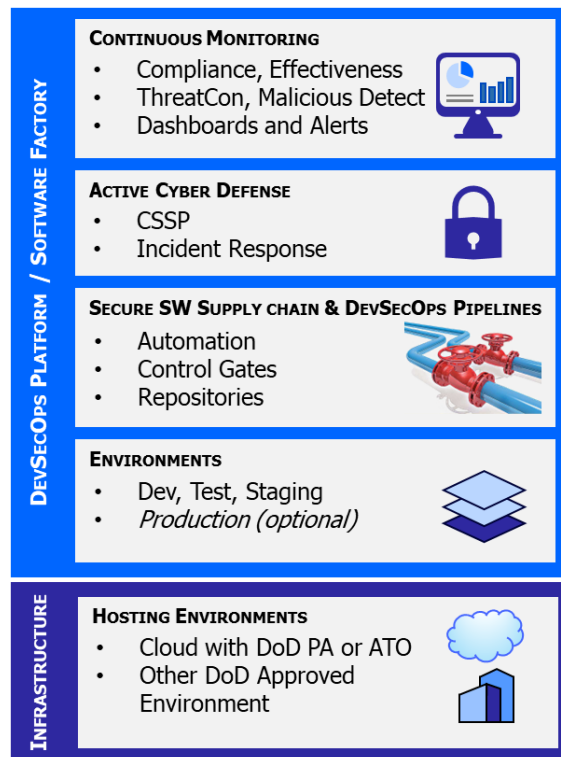 DevSecOps Platform / Software Factory
Continuous Monitoring
• Compliance, Effectiveness
• ThreatCon, Malicious Detect
• Dashboards and Alerts
Active Cyber Defense
• CSSP
• Incident Response
Secure SW Supply chain & DevSecOps Pipelines
• Automation
• Control Gates
• Repositories
Environments
• Dev, Test, Staging
• Production (optional)
Infrastructure
Hosting Environments
• Cloud with DoD PA or ATO
• Other DoD Approved
Environment